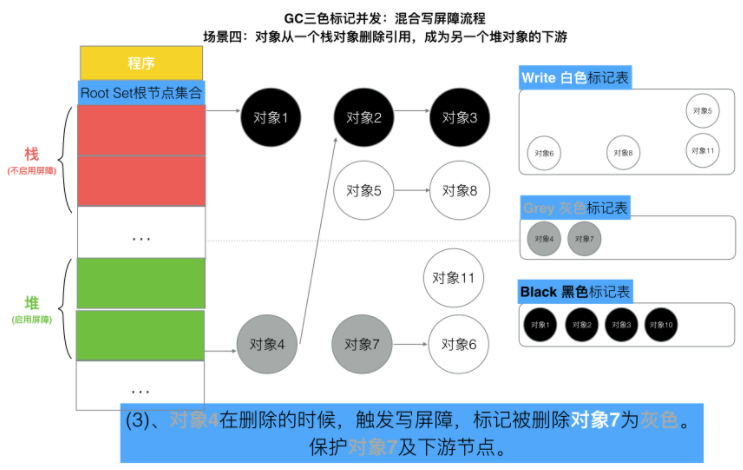 GC三色标记并发：混合写屏障流程
场景四：对象从一个栈对象删除引用，成为另一个堆对象的下游
程序
Root Set根节点集合
栈
(不启用屏障)
...
堆
(启用屏障)
...
对象1
对象2
对象3
对象5
对象8
对象11
对象4
对象7
对象6
Write 白色标记表
对象5
对象6
对象8
对象11
Grey 灰色标记表
对象4
对象7
Black 黑色标记表
对象1
对象2
对象3
对象10
(3)、对象4在删除的时候，触发写屏障，标记被删除对象7为灰色。
保护对象7及下游节点。